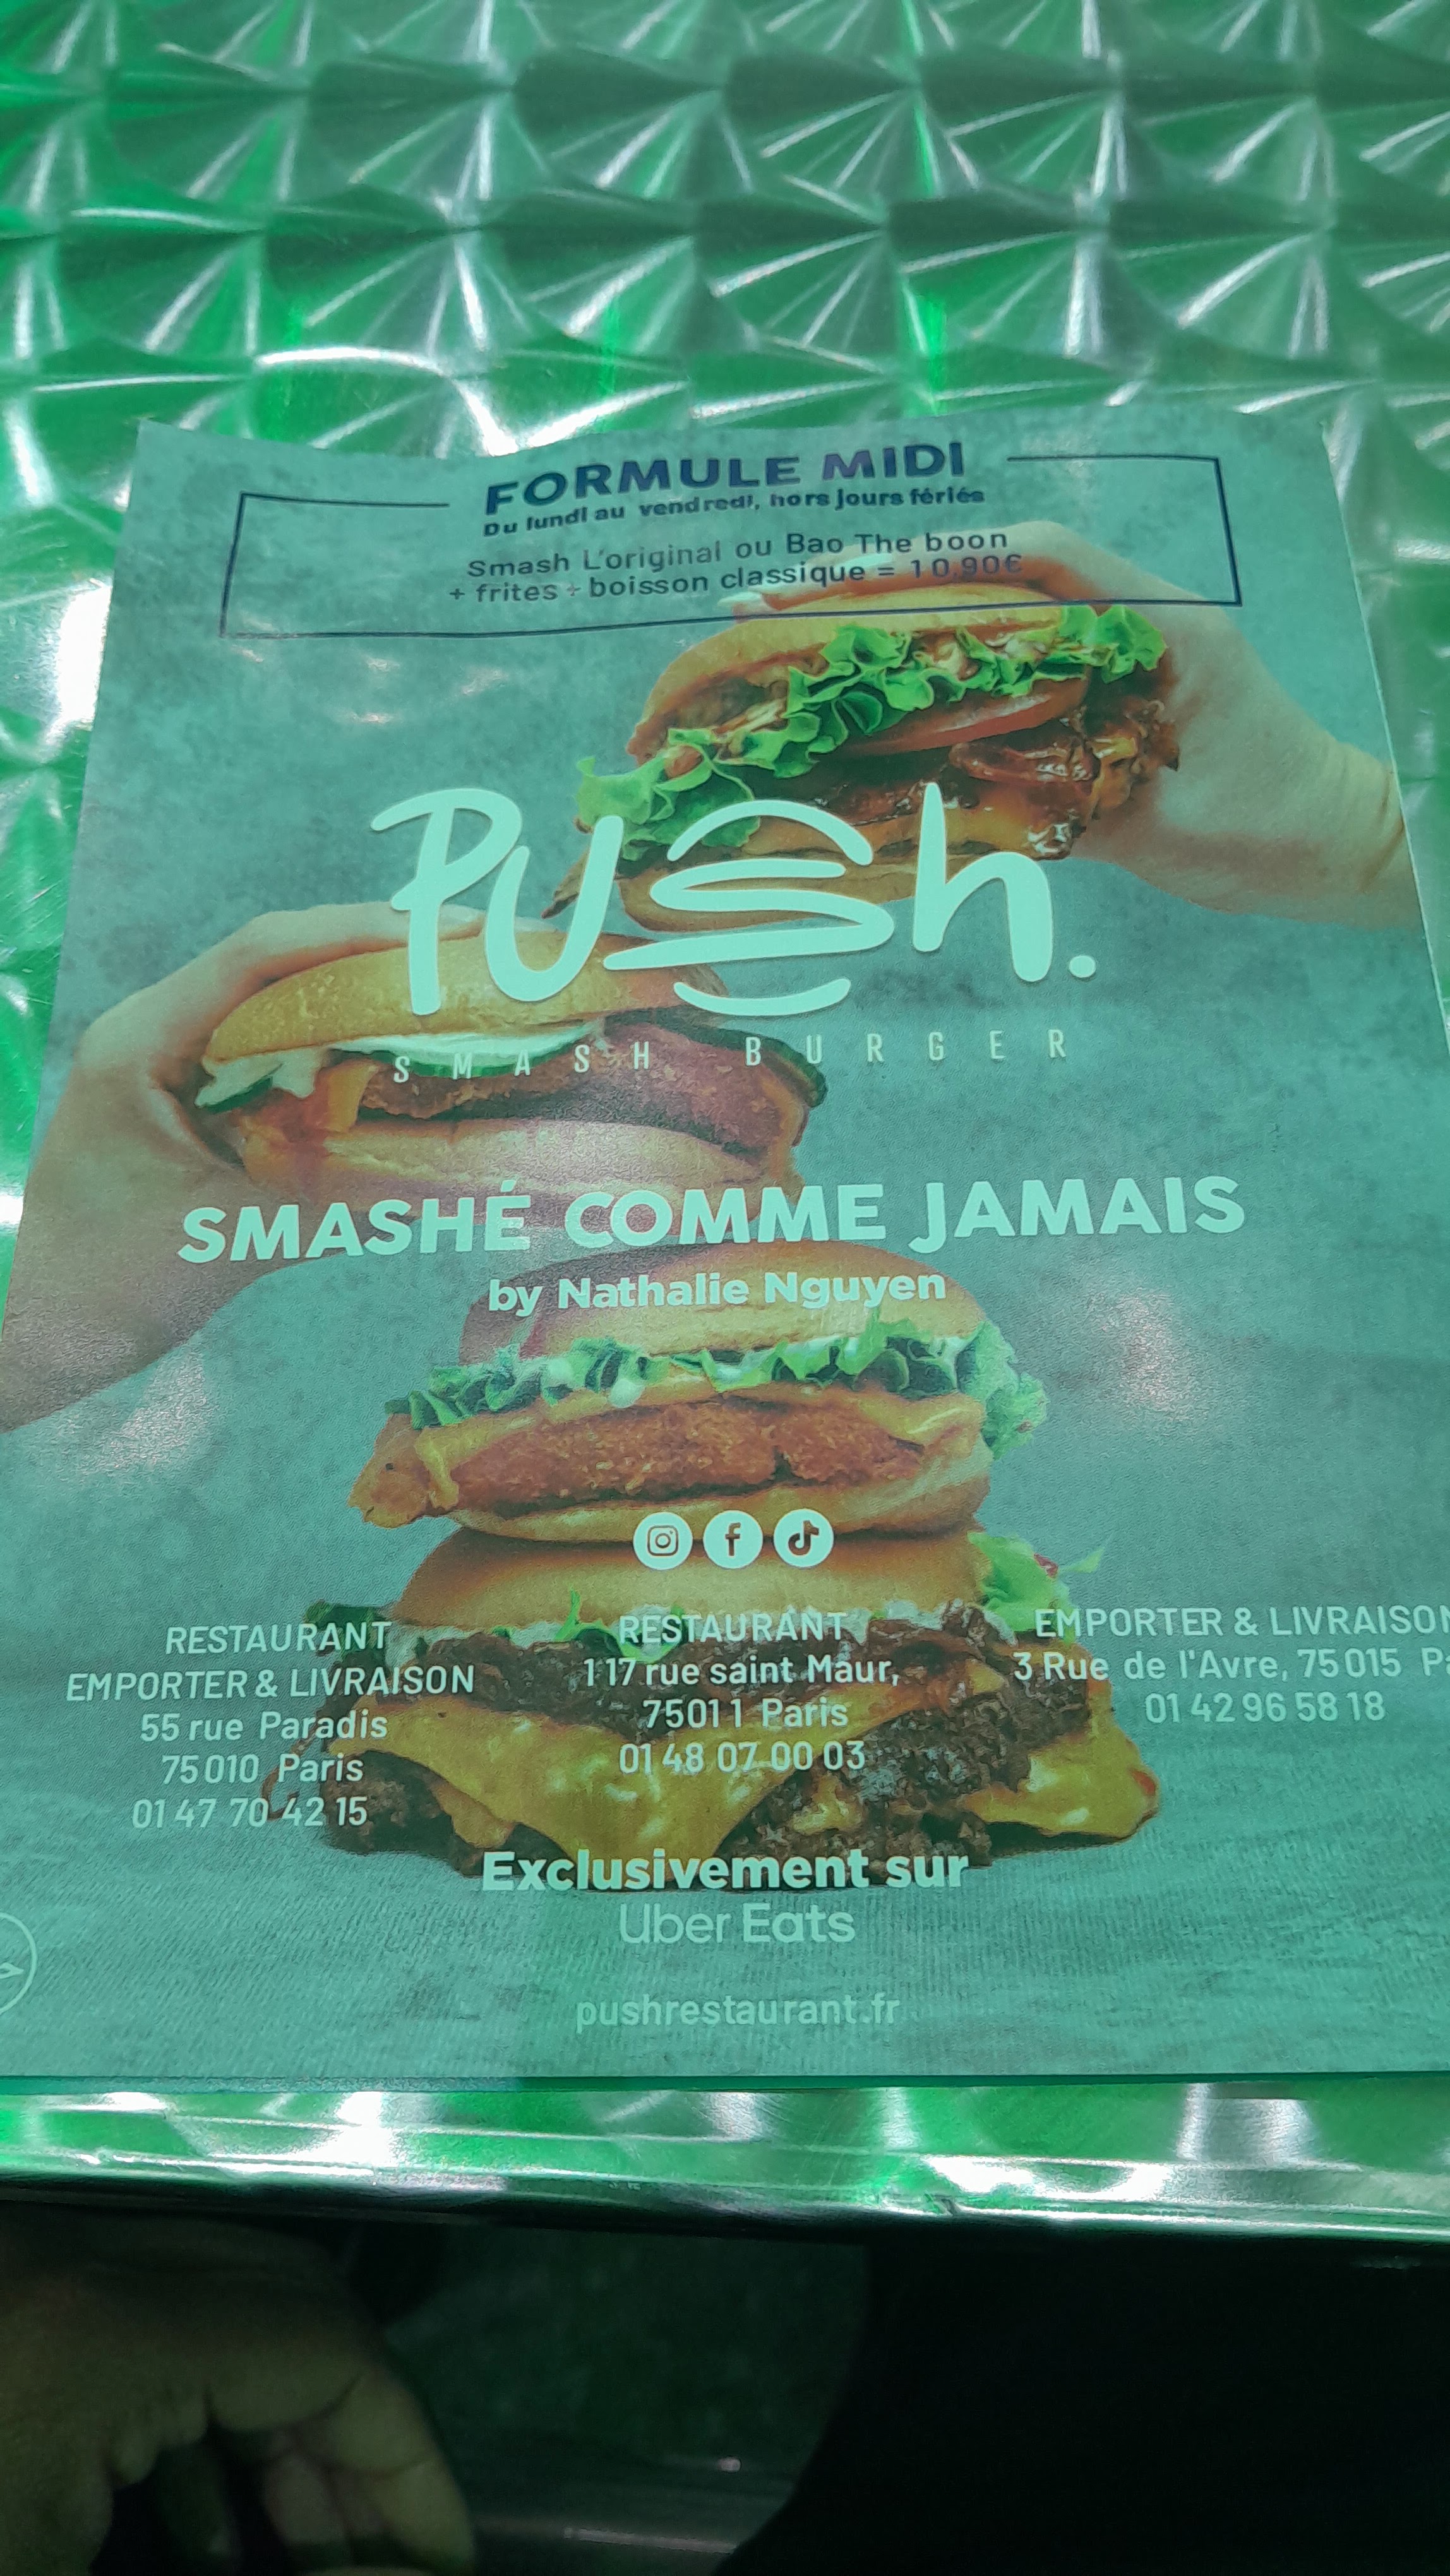 FORMULE MIDI
Du lundi au vendredi, hors jours fériés
Smash L'original ou Bao The boon
+ frites + boisson classique = 10,90€
PUSh.
SMASH BURGER
SMASHÉ COMME JAMAIS
by Nathalie Nguyen
RESTAURANT
EMPORTER & LIVRAISON
55 rue Paradis
75010 Paris
01 47 70 42 15
RESTAURANT
117 rue saint Maur,
75011 Paris
01 48 07 00 03
EMPORTER & LIVRAISON
3 Rue de l'Avre, 75015 Pa
01 42 96 58 18
Exclusivement sur
Uber Eats
pushrestaurant.fr